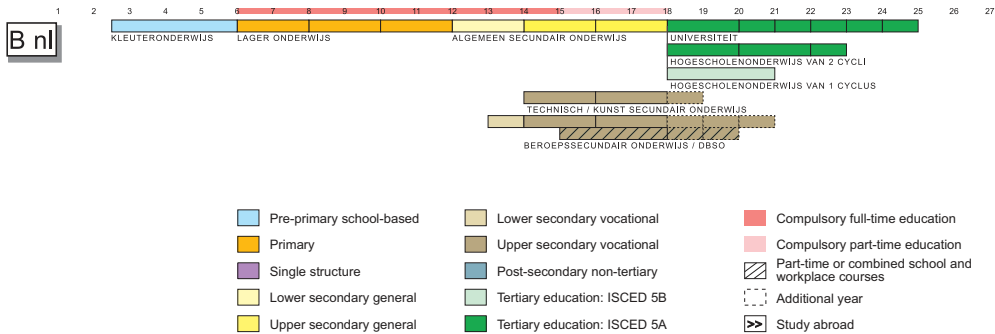 1 2 3 4 5 6 7 8 9 10 11 12 13 14 15 16 17 18 19 20 21 22 23 24 25 26 27
B nl
KLEUTERONDERWIJS LAGER ONDERWIJS ALGEMEEN SECUNDAIR ONDERWIJS UNIVERSITEIT
HOGESCHOLENONDERWIJS VAN 2 CYCLI
HOGESCHOLENONDERWIJS VAN 1 CYCLUS
TECHNISCH / KUNST SECUNDAIR ONDERWIJS
BEROEPSSECUNDAIR ONDERWIJS / DBSO
Pre-primary school-based
Primary
Single structure
Lower secondary general
Upper secondary general
Lower secondary vocational
Upper secondary vocational
Post-secondary non-tertiary
Tertiary education: ISCED 5B
Tertiary education: ISCED 5A
Compulsory full-time education
Compulsory part-time education
Part-time or combined school and
workplace courses
Additional year
>> Study abroad